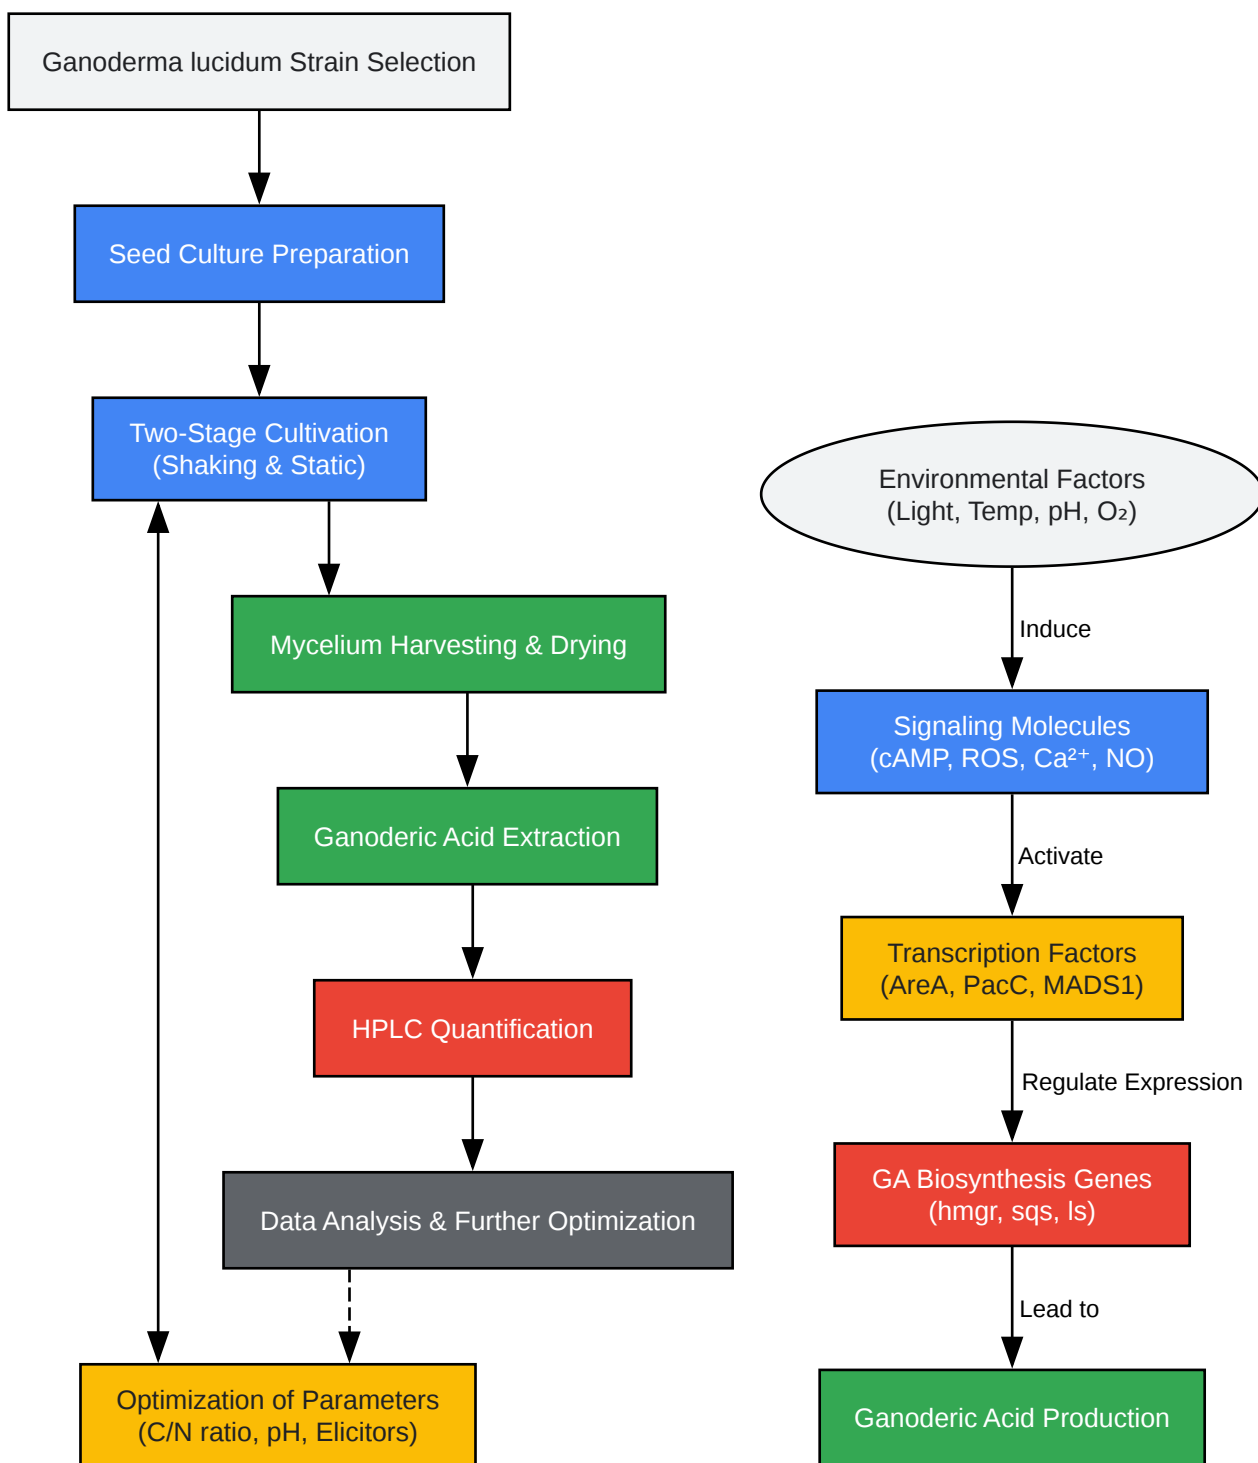 Ganoderma lucidum Strain Selection
Seed Culture Preparation
Two-Stage Cultivation
(Shaking & Static)
Mycelium Harvesting & Drying
Ganoderic Acid Extraction
HPLC Quantification
Data Analysis & Further Optimization
Optimization of Parameters
(C/N ratio, pH, Elicitors)
Environmental Factors
(Light, Temp, pH, O₂)
Induce
Signaling Molecules
(cAMP, ROS, Ca²⁺, NO)
Activate
Transcription Factors
(AreA, PacC, MADS1)
Regulate Expression
GA Biosynthesis Genes
(hmgr, sqs, ls)
Lead to
Ganoderic Acid Production